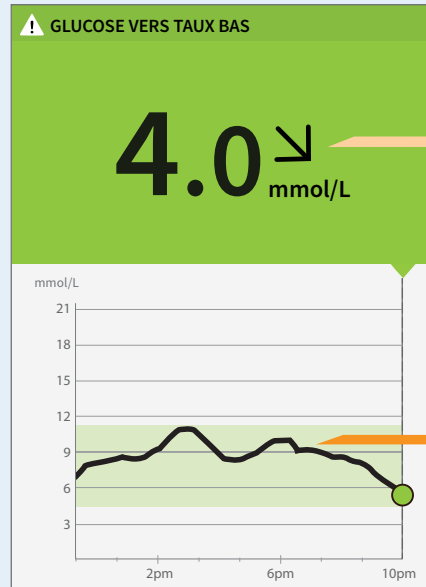 GLUCOSE VERS TAUX BAS
4.0
mmol/L
mmol/L
21
18
15
12
9
6
3
2pm
6pm
10pm